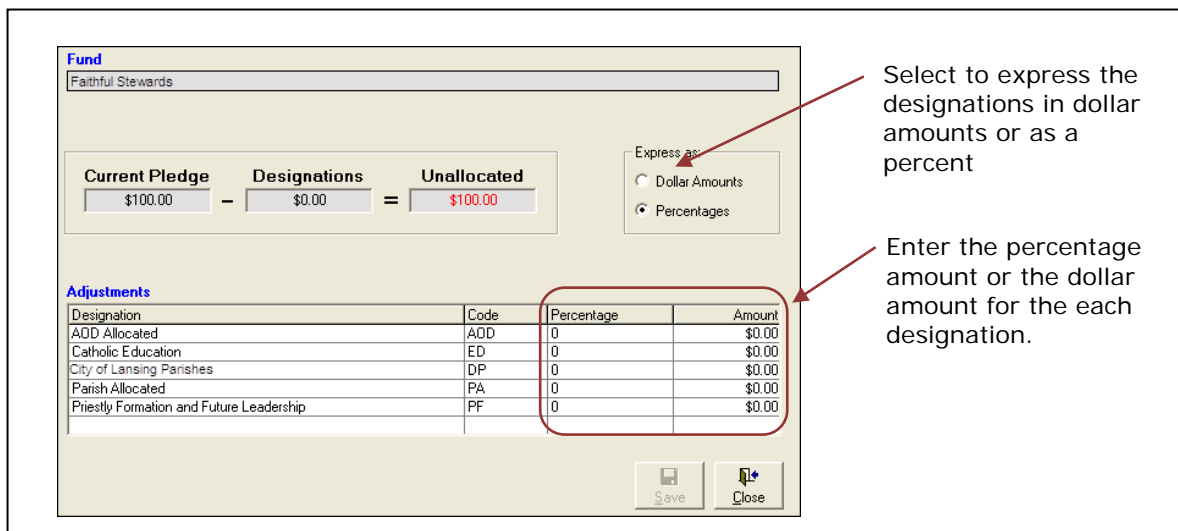 Fund
Faithful Stewards
Select to express the
designations in dollar
amounts or as a
percent
Current Pledge Designations Unallocated
$100.00 – $0.00 = $100.00
Express as:
Dollar Amounts
Percentages
Enter the percentage
amount or the dollar
amount for the each
designation.
Adjustments
Designation Code Percentage Amount
AOD Allocated AOD 0 $0.00
Catholic Education ED 0 $0.00
City of Lansing Parishes DP 0 $0.00
Parish Allocated PA 0 $0.00
Priestly Formation and Future Leadership PF 0 $0.00
Save Close